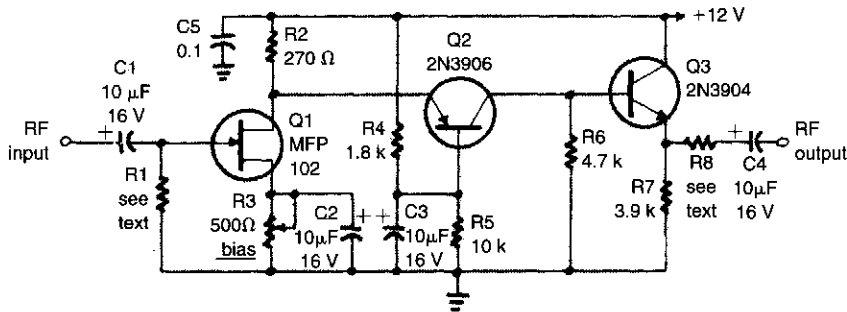 C5
0.1
R2
270 Ω
+12 V
Q2
2N3906
Q3
2N3904
C1
10 µF
16 V
+
RF
input
Q1
MFP
102
R4
1.8 k
R6
4.7 k
+
RF
output
R1
see
text
R3
500Ω
bias
C2
10µF
16 V
+
+
C3
10µF
16 V
R5
10 k
R7
3.9 k
R8
see
text
C4
10µF
16 V